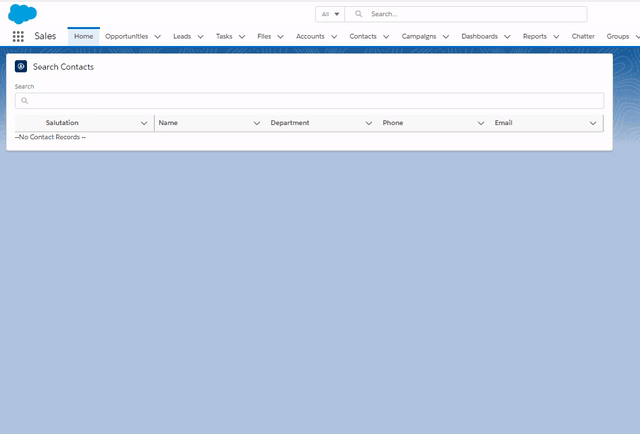 All Search...
Sales Home Opportunities Leads Tasks Files Accounts Contacts Campaigns Dashboards Reports Chatter Groups
Search Contacts
Search
Salutation Name Department Phone Email
--No Contact Records --